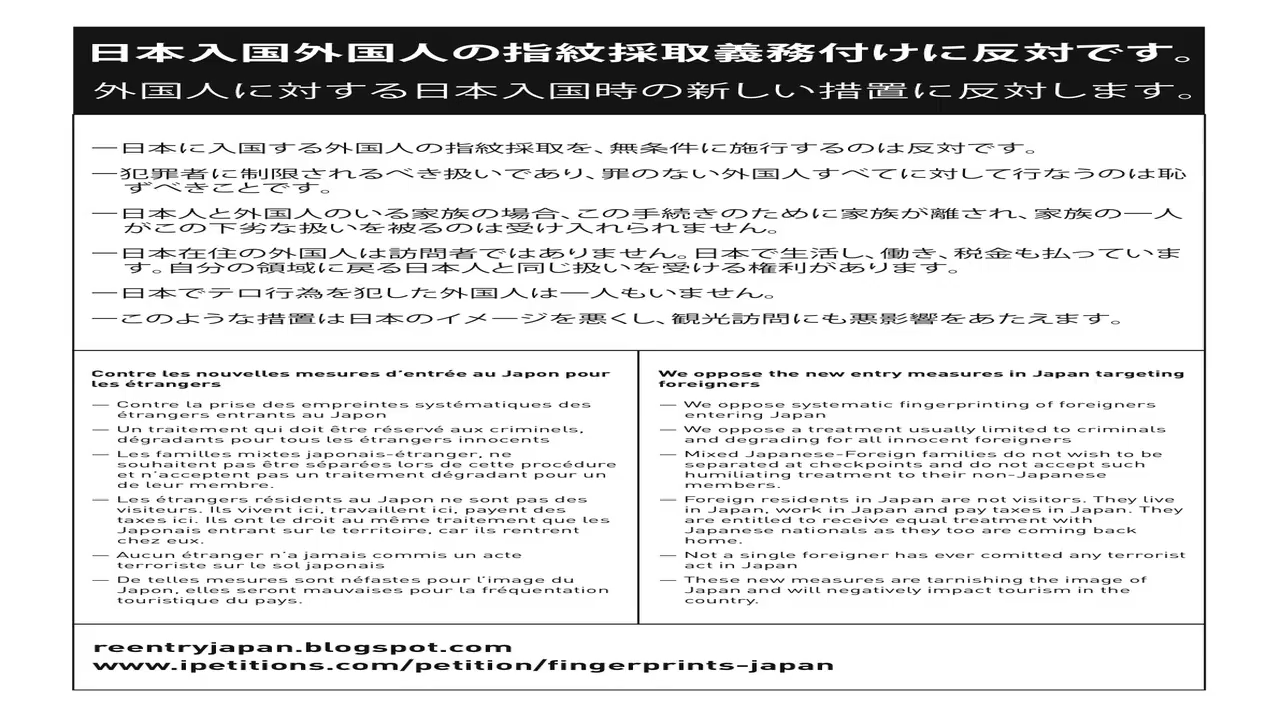 日本入国外国人の指紋採取義務付けに反対です。
外国人に対する日本入国時の新しい措置に反対します。
—日本に入国する外国人の指紋採取を、無条件に施行するのは反対です。
—犯罪者に制限されるべき扱いであり、罪のない外国人すべてに対して行なうのは恥
ずべきことです。
—日本人と外国人のいる家族の場合、この手続きのために家族が離され、家族の一人
がこの下劣な扱いを被るのは受け入れられません。
—日本在住の外国人は訪問者ではありません。日本で生活し、働き、税金も払っていま
す。自分の領域に戻る日本人と同じ扱いを受ける権利があります。
—日本でテロ行為を犯した外国人は一人もいません。
—このような措置は日本のイメージを悪くし、観光訪問にも悪影響をあたえます。
Contre les nouvelles mesures d'entrée au Japon pour
les étrangers
— Contre la prise des empreintes systématiques des
étrangers entrants au Japon
— Un traitement qui doit être réservé aux criminels,
dégradants pour tous les étrangers innocents
— Les familles mixtes japonais-étranger, ne
souhaitent pas être séparées lors de cette procédure
et n'acceptent pas un traitement dégradant pour un
de leur membre.
— Les étrangers résidents au Japon ne sont pas des
visiteurs. Ils vivent ici, travaillent ici, payent des
taxes ici. Ils ont le droit au même traitement que les
Japonais entrant sur le territoire, car ils rentrent
chez eux.
— Aucun étranger n'a jamais commis un acte
terroriste sur le sol japonais
— De telles mesures sont néfastes pour l'image du
Japon, elles seront mauvaises pour la fréquentation
touristique du pays.
We oppose the new entry measures in Japan targeting
foreigners
— We oppose systematic fingerprinting of foreigners
entering Japan
— We oppose a treatment usually limited to criminals
and degrading for all innocent foreigners
— Mixed Japanese-Foreign families do not wish to be
separated at checkpoints and do not accept such
humiliating treatment to their non-Japanese
members.
— Foreign residents in Japan are not visitors. They live
in Japan, work in Japan and pay taxes in Japan. They
are entitled to receive equal treatment with
Japanese nationals as they too are coming back
home.
— Not a single foreigner has ever comitted any terrorist
act in Japan
— These new measures are tarnishing the image of
Japan and will negatively impact tourism in the
country.
reentryjapan.blogspot.com
www.ipetitions.com/petition/fingerprints-japan